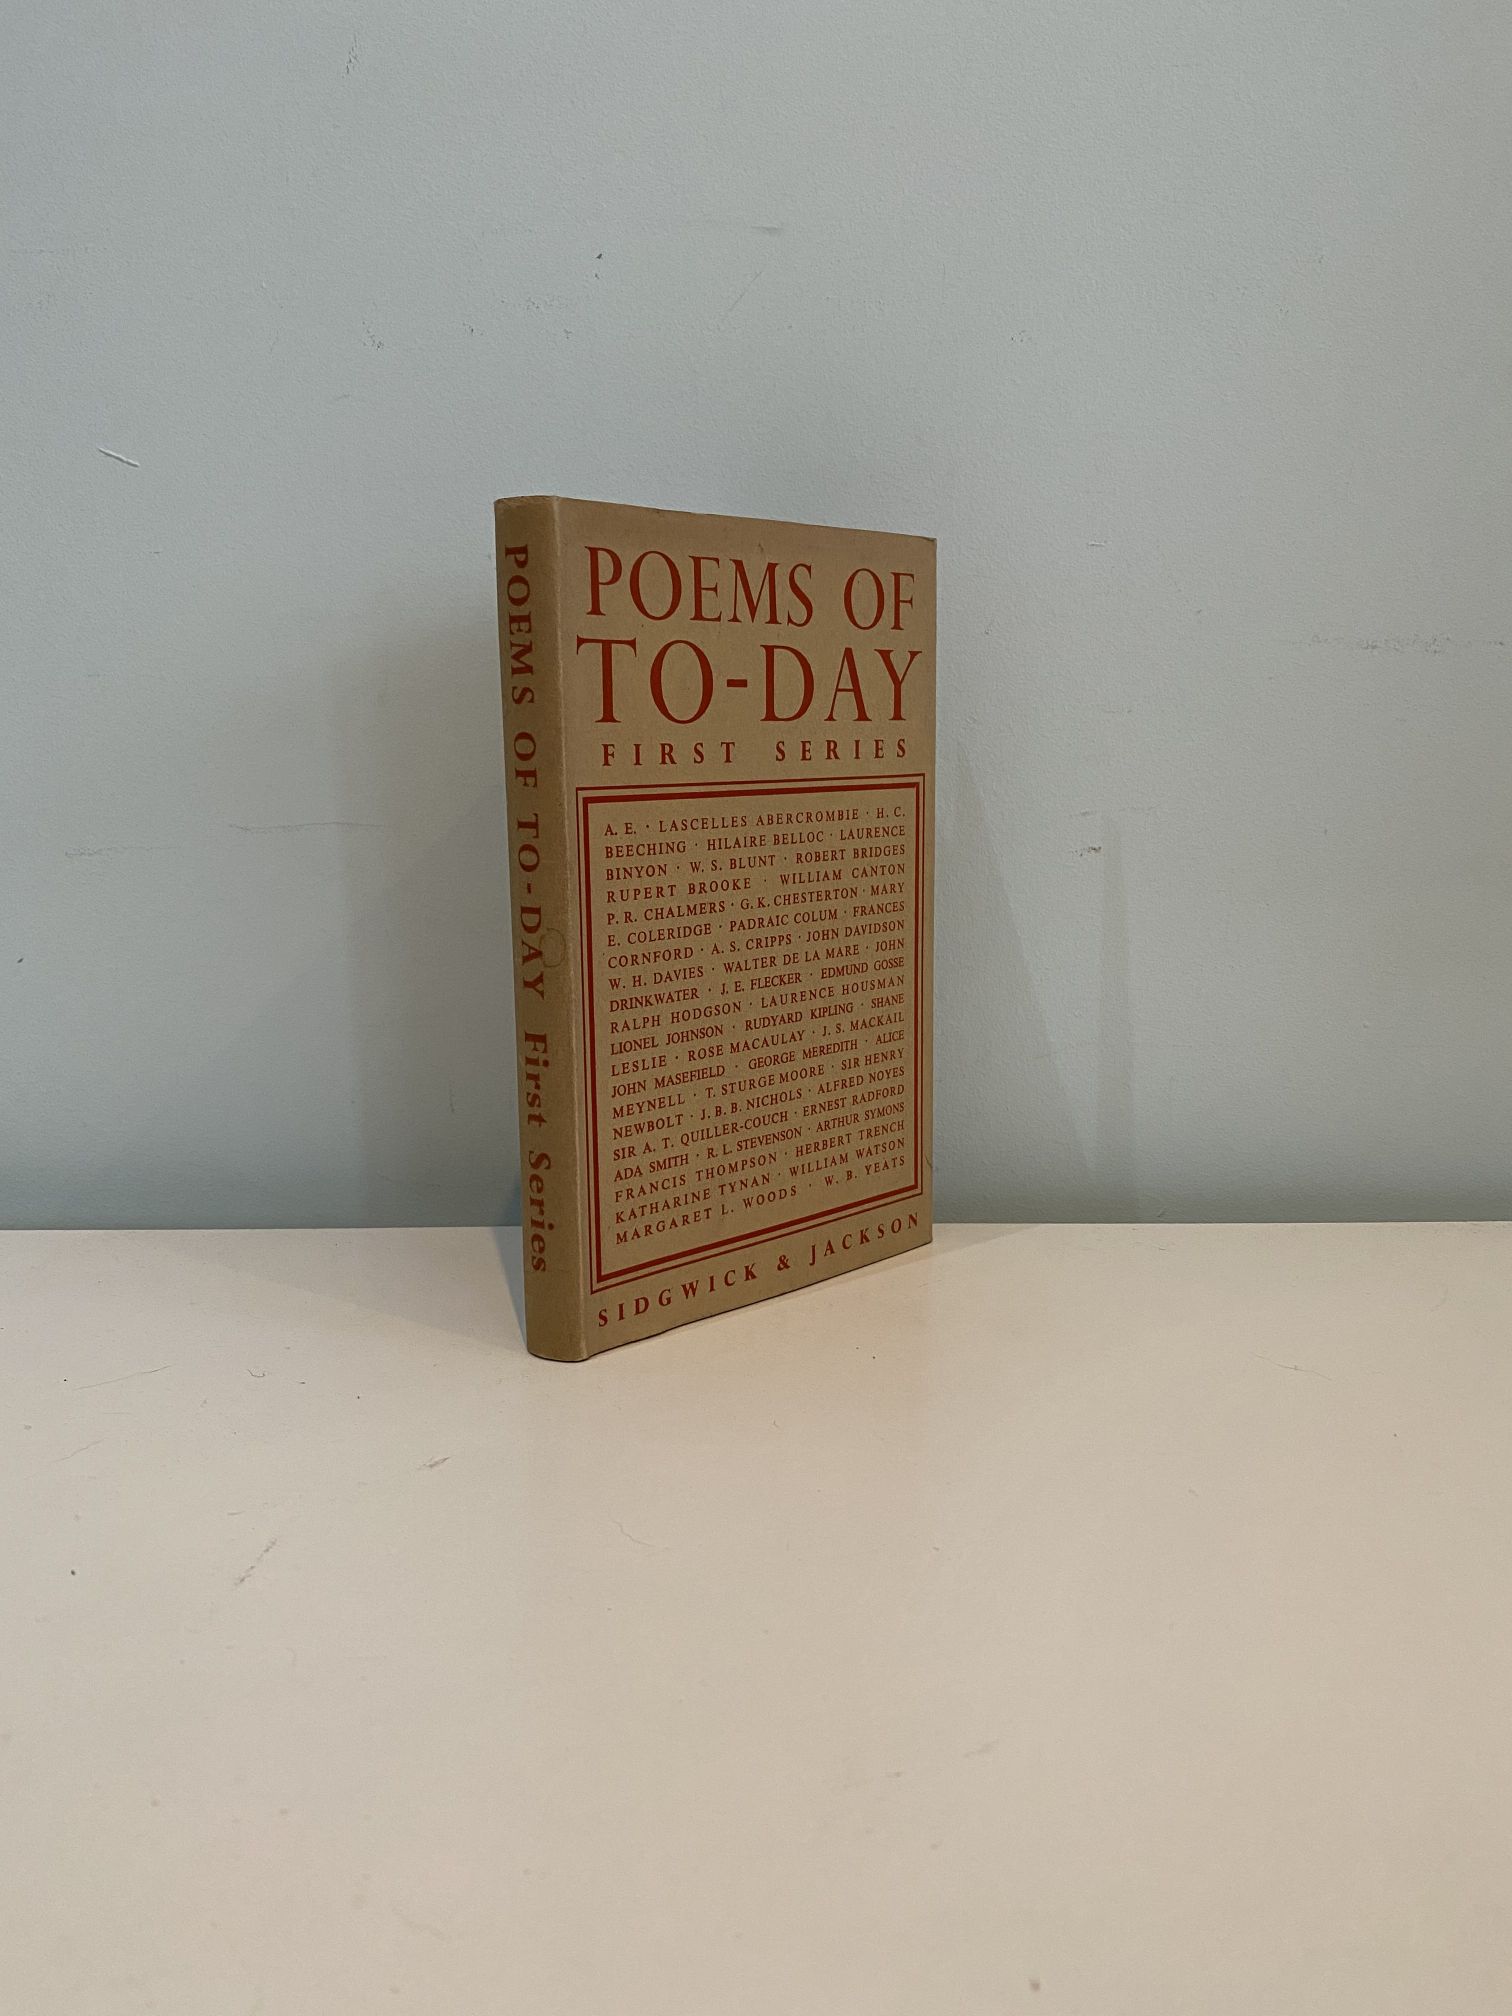 POEMS OF TO-DAY First Series
POEMS OF
TO-DAY
FIRST SERIES
A. E. · LASCELLES ABERCROMBIE · H. C.
BEECHING · HILAIRE BELLOC · LAURENCE
BINYON · W. S. BLUNT · ROBERT BRIDGES
RUPERT BROOKE · WILLIAM CANTON
P. R. CHALMERS · G. K. CHESTERTON · MARY
E. COLERIDGE · PADRAIC COLUM · FRANCES
CORNFORD · A. S. CRIPPS · JOHN DAVIDSON
W. H. DAVIES · WALTER DE LA MARE · JOHN
DRINKWATER · J. E. FLECKER · EDMUND GOSSE
RALPH HODGSON · LAURENCE HOUSMAN
LIONEL JOHNSON · RUDYARD KIPLING · SHANE
LESLIE · ROSE MACAULAY · J. S. MACKAIL
JOHN MASEFIELD · GEORGE MEREDITH · ALICE
MEYNELL · T. STURGE MOORE · SIR HENRY
NEWBOLT · J. B. B. NICHOLS · ALFRED NOYES
SIR A. T. QUILLER-COUCH · ERNEST RADFORD
ADA SMITH · R. L. STEVENSON · ARTHUR SYMONS
FRANCIS THOMPSON · HERBERT TRENCH
KATHARINE TYNAN · WILLIAM WATSON
MARGARET L. WOODS · W. B. YEATS
SIDGWICK & JACKSON